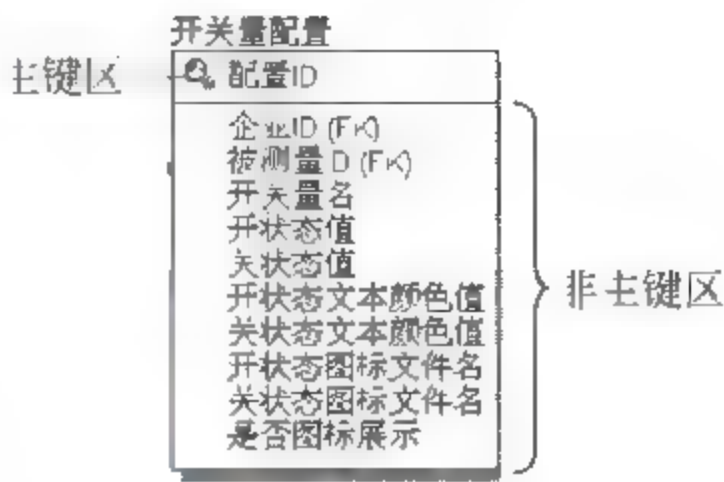 开关量配置
主键区
配置ID
企业ID (FK)
被测量ID (FK)
开关量名
开状态值
关状态值
开状态文本颜色值
关状态文本颜色值
开状态图标文件名
关状态图标文件名
是否图标展示
非主键区